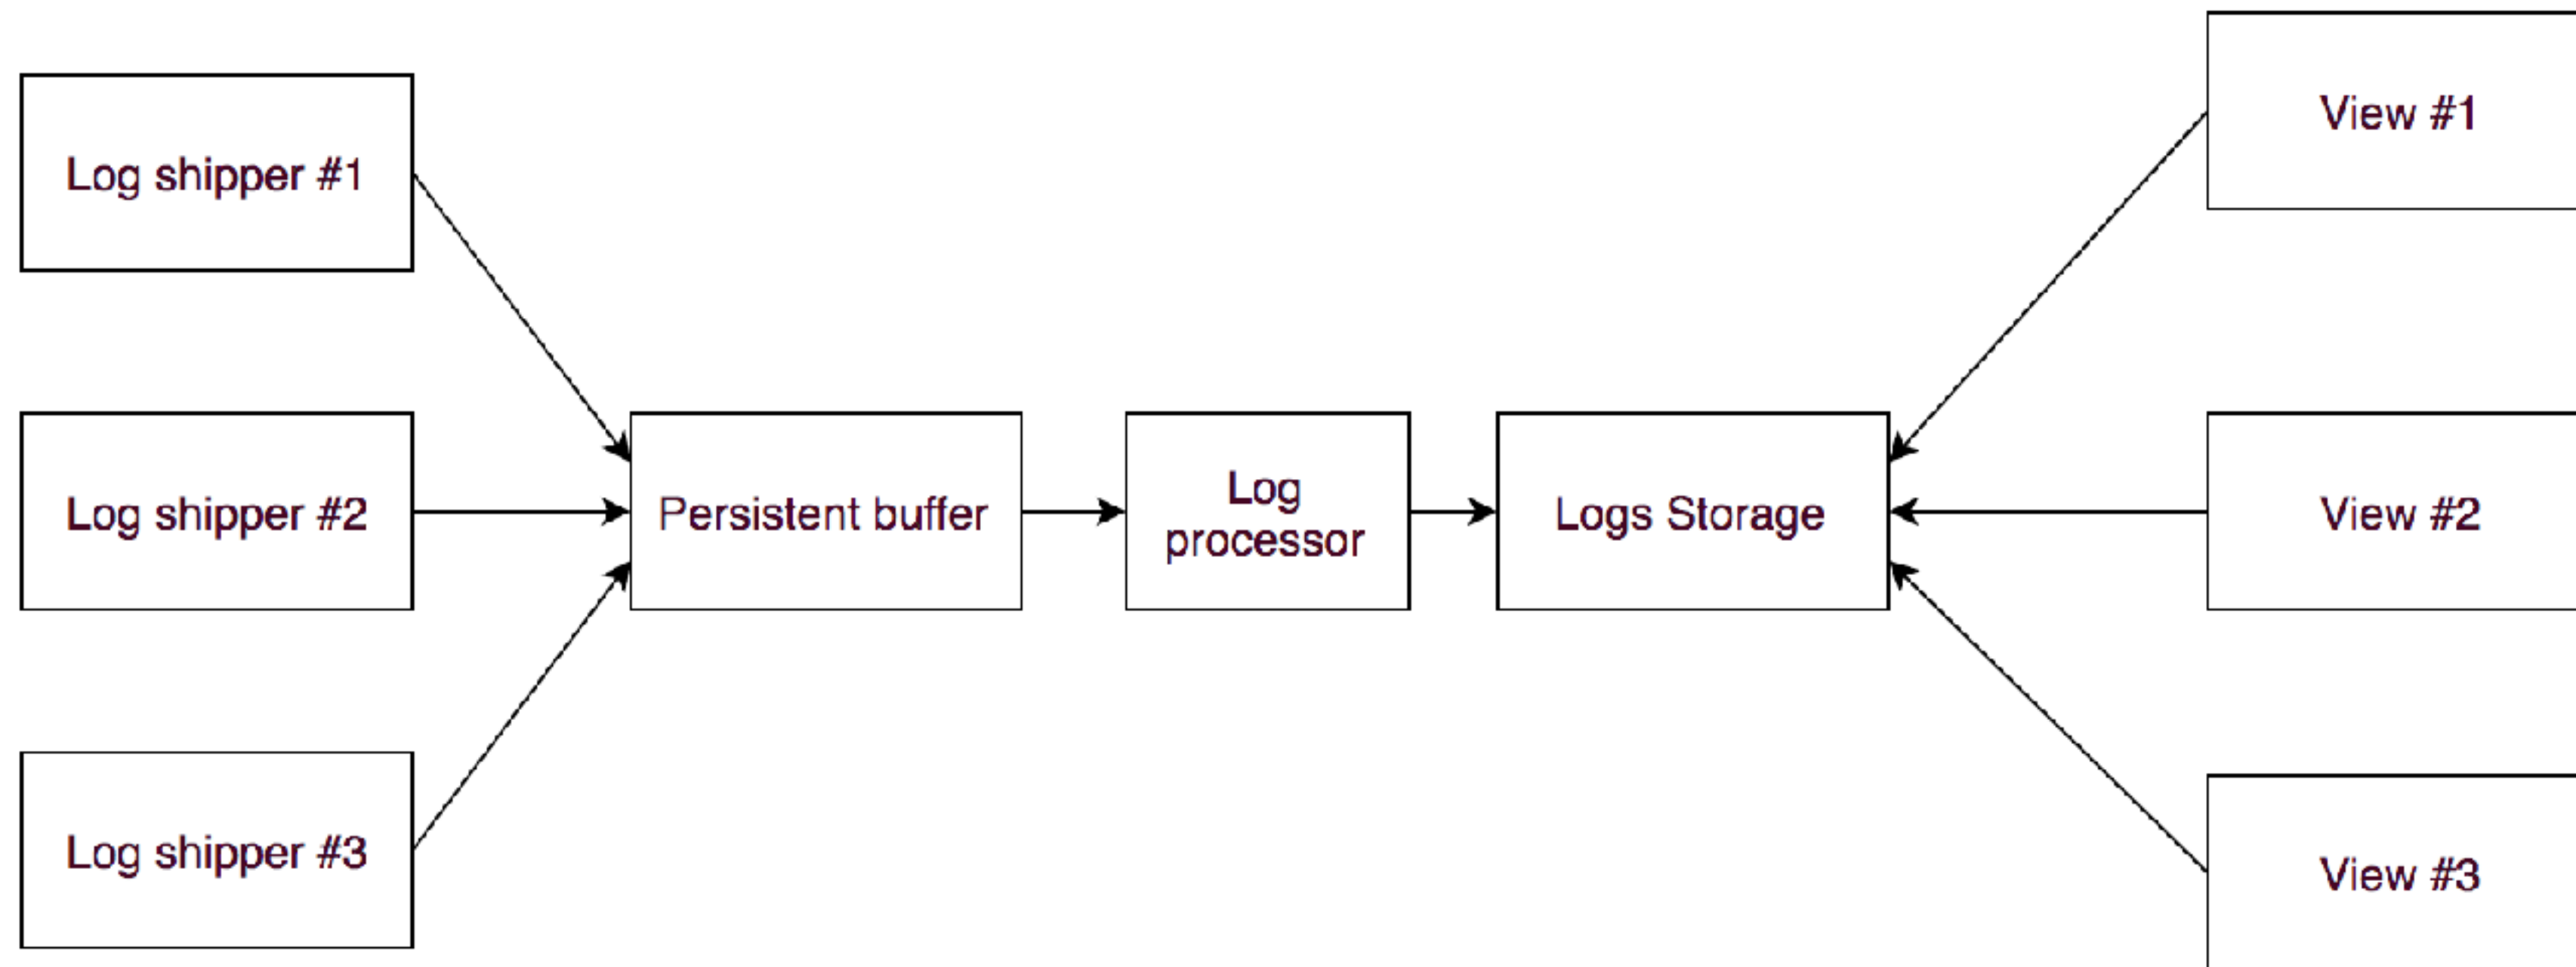 View #1
Log shipper #1
Log shipper #2
Persistent buffer
Log
processor
Logs Storage
View #2
Log shipper #3
View #3